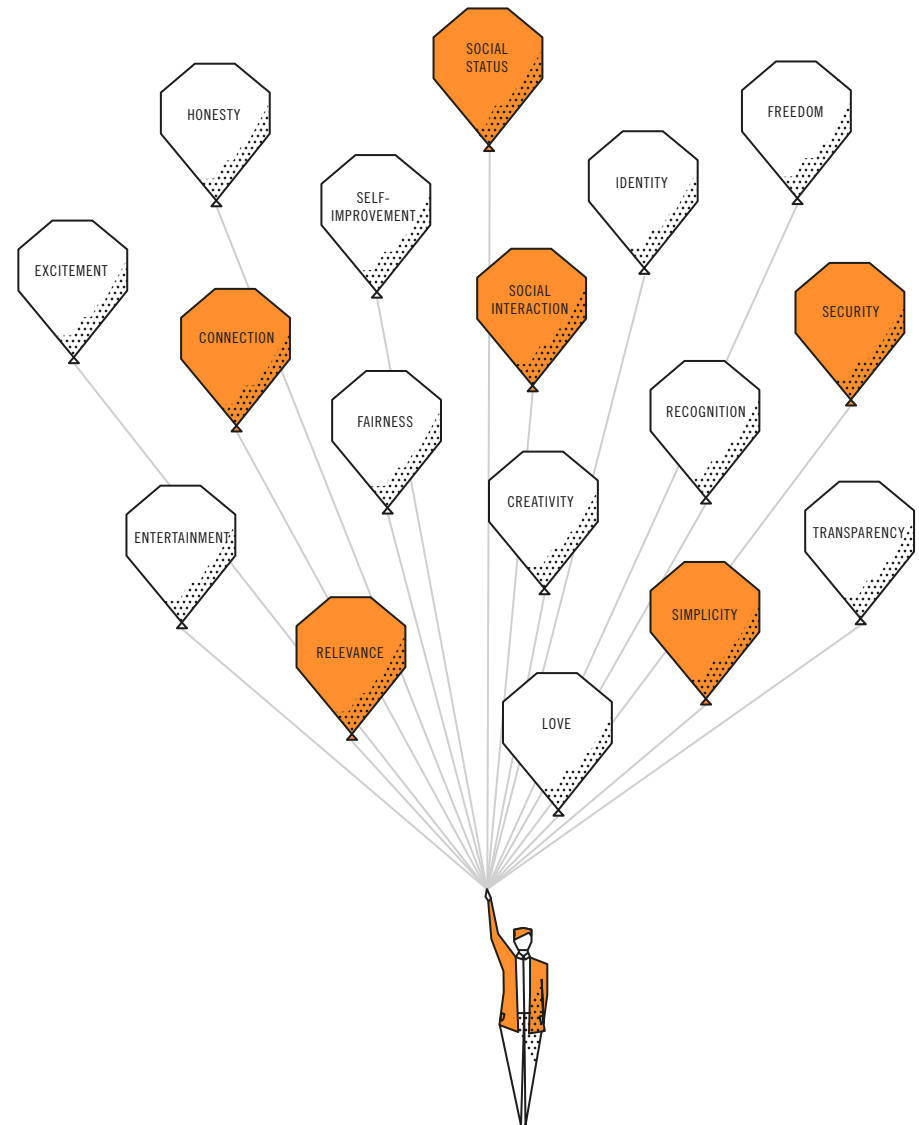 SOCIAL
STATUS
HONESTY
FREEDOM
SELF-
IMPROVEMENT
IDENTITY
EXCITEMENT
CONNECTION
SOCIAL
INTERACTION
SECURITY
FAIRNESS
RECOGNITION
ENTERTAINMENT
CREATIVITY
TRANSPARENCY
RELEVANCE
SIMPLICITY
LOVE